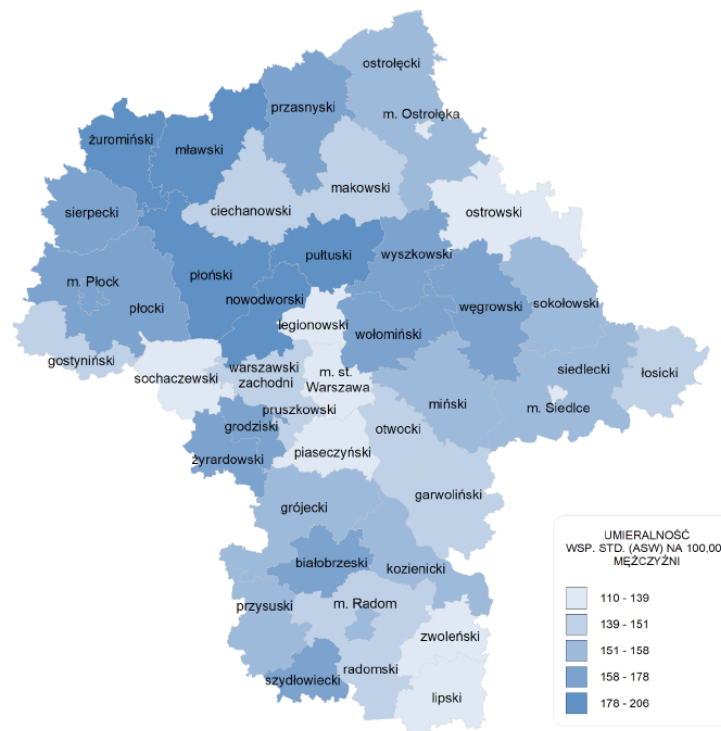 ostrołęcki
przasnyski
m. Ostrołęka
żuromiński
mławski
makowski
sierpecki
ciechanowski
ostrowski
pułtuski
wyszkowski
m. Płock
płoński
płocki
nowodworski
węgrowski
sokołowski
legionowski
wołomiński
gostyniński
sochaczewski
warszawski
zachodni
m. st.
Warszawa
siedlecki
łosicki
pruszkowski
miński
m. Siedlce
grodziski
otwocki
żyrardowski
piaseczyński
garwoliński
grójecki
białobrzeski
kozienicki
przysuski
m. Radom
zwoleński
szydłowiecki
radomski
lipski
UMIERALNOŚĆ
WSP. STD. (ASW) NA 100,00
MĘŻCZYŹNI
110 - 139
139 - 151
151 - 158
158 - 178
178 - 206